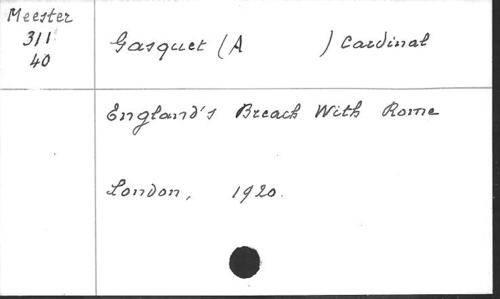 Meester
311
40
Gasquet (A ) Cardinal
England's Breach With Rome
London, 1920.